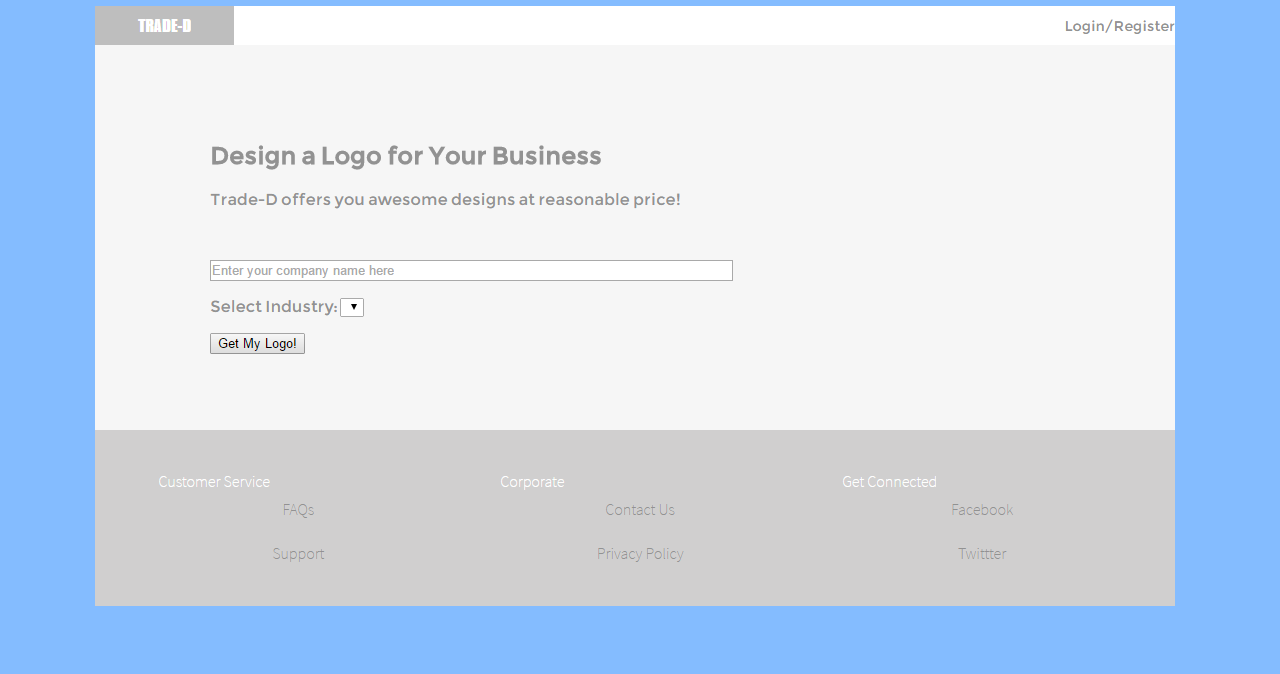 TRADE-D
Login/Register
Design a Logo for Your Business
Trade-D offers you awesome designs at reasonable price!
Enter your company name here
Select Industry:
Get My Logo!
Customer Service
Corporate
Get Connected
FAQs
Contact Us
Facebook
Support
Privacy Policy
Twittter